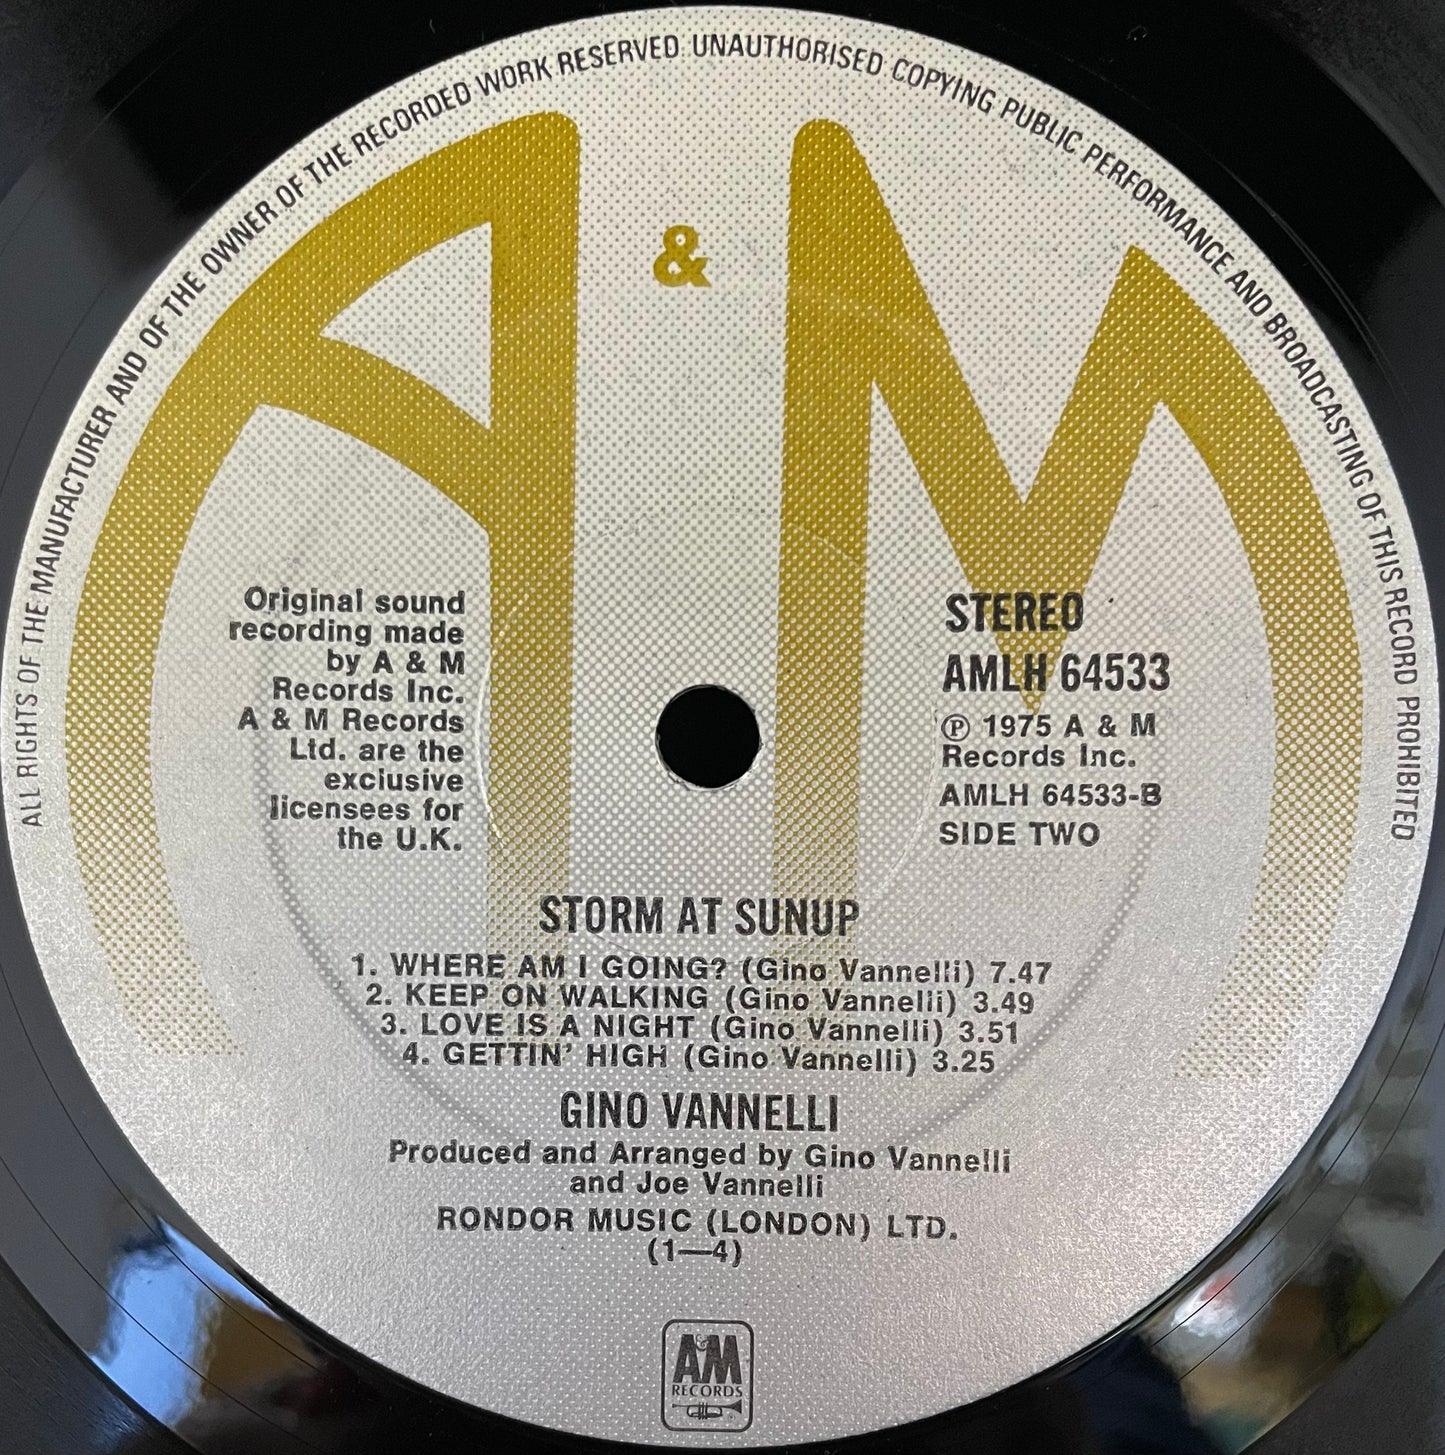 ALL RIGHTS OF THE MANUFACTURER AND OF THE OWNER OF THE RECORDED WORK RESERVED UNAUTHORISED COPYING PUBLIC PERFORMANCE AND BROADCASTING OF THIS RECORD PROHIBITED
A & M
Original sound
recording made
by A & M
Records Inc.
A & M Records
Ltd. are the
exclusive
licensees for
the U.K.
STEREO
AMLH 64533
Ⓟ 1975 A & M
Records Inc.
AMLH 64533-B
SIDE TWO
STORM AT SUNUP
1. WHERE AM I GOING? (Gino Vannelli) 7.47
2. KEEP ON WALKING (Gino Vannelli) 3.49
3. LOVE IS A NIGHT (Gino Vannelli) 3.51
4. GETTIN' HIGH (Gino Vannelli) 3.25
GINO VANNELLI
Produced and Arranged by Gino Vannelli
and Joe Vannelli
RONDOR MUSIC (LONDON) LTD.
(1—4)
A&M
RECORDS